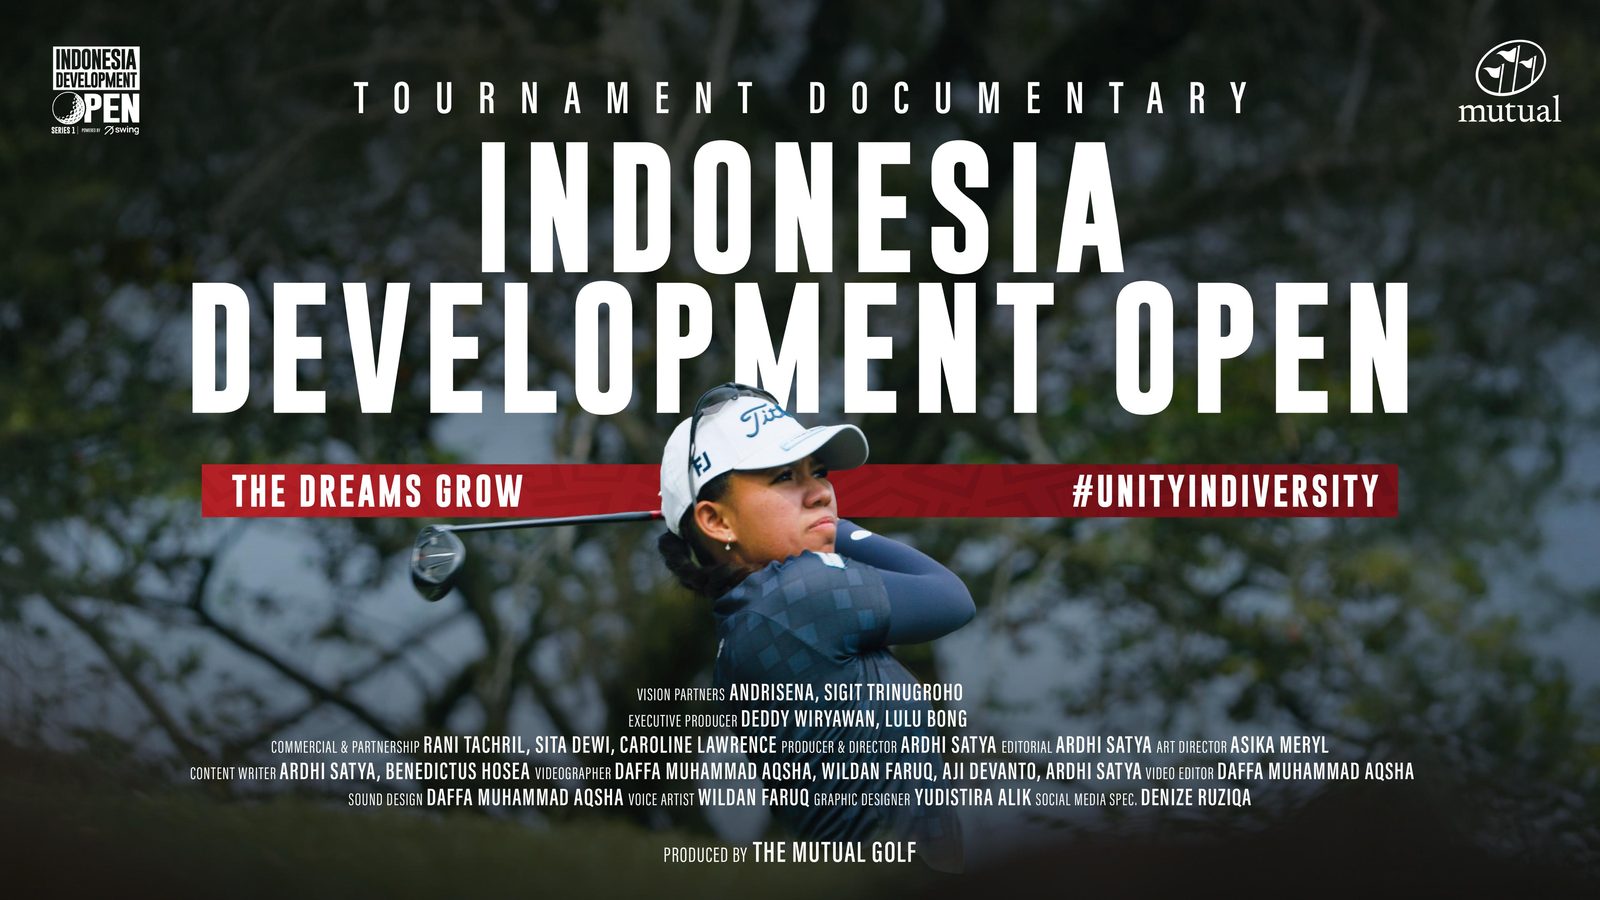 INDONESIA
DEVELOPMENT
OPEN
SERIES 1 | POWERED BY swing
TOURNAMENT DOCUMENTARY
mutual
INDONESIA
DEVELOPMENT OPEN
Titl
FJ
THE DREAMS GROW
#UNITYINDIVERSITY
VISION PARTNERS ANDRISENA, SIGIT TRINUGROHO
EXECUTIVE PRODUCER DEDDY WIRYAWAN, LULU BONG
COMMERCIAL & PARTNERSHIP RANI TACHRIL, SITA DEWI, CAROLINE LAWRENCE PRODUCER & DIRECTOR ARDHI SATYA EDITORIAL ARDHI SATYA ART DIRECTOR ASIKA MERYL
CONTENT WRITER ARDHI SATYA, BENEDICTUS HOSEA VIDEOGRAPHER DAFFA MUHAMMAD AQSHA, WILDAN FARUQ, AJI DEVANTO, ARDHI SATYA VIDEO EDITOR DAFFA MUHAMMAD AQSHA
SOUND DESIGN DAFFA MUHAMMAD AQSHA VOICE ARTIST WILDAN FARUQ GRAPHIC DESIGNER YUDISTIRA ALIK SOCIAL MEDIA SPEC. DENIZE RUZIQA
PRODUCED BY THE MUTUAL GOLF